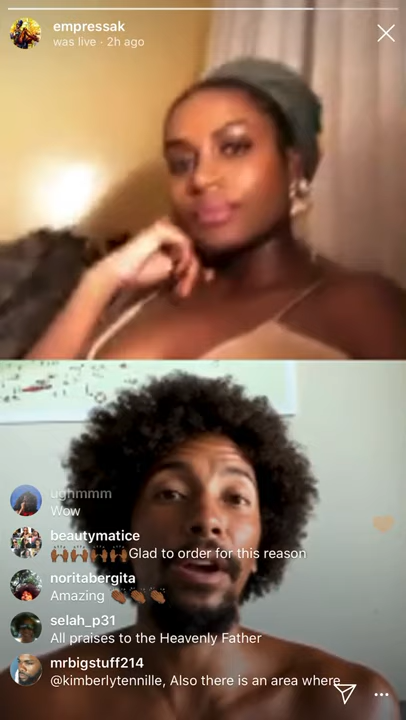 empressak
was live · 2h ago
ughmmm
Wow
beautymatice
🙌🏾🙌🏾🙌🏾🙌🏾Glad to order for this reason
noritabergita
Amazing 👏🏾👏🏾👏🏾
selah_p31
All praises to the Heavenly Father
mrbigstuff214
@kimberlytennille, Also there is an area where